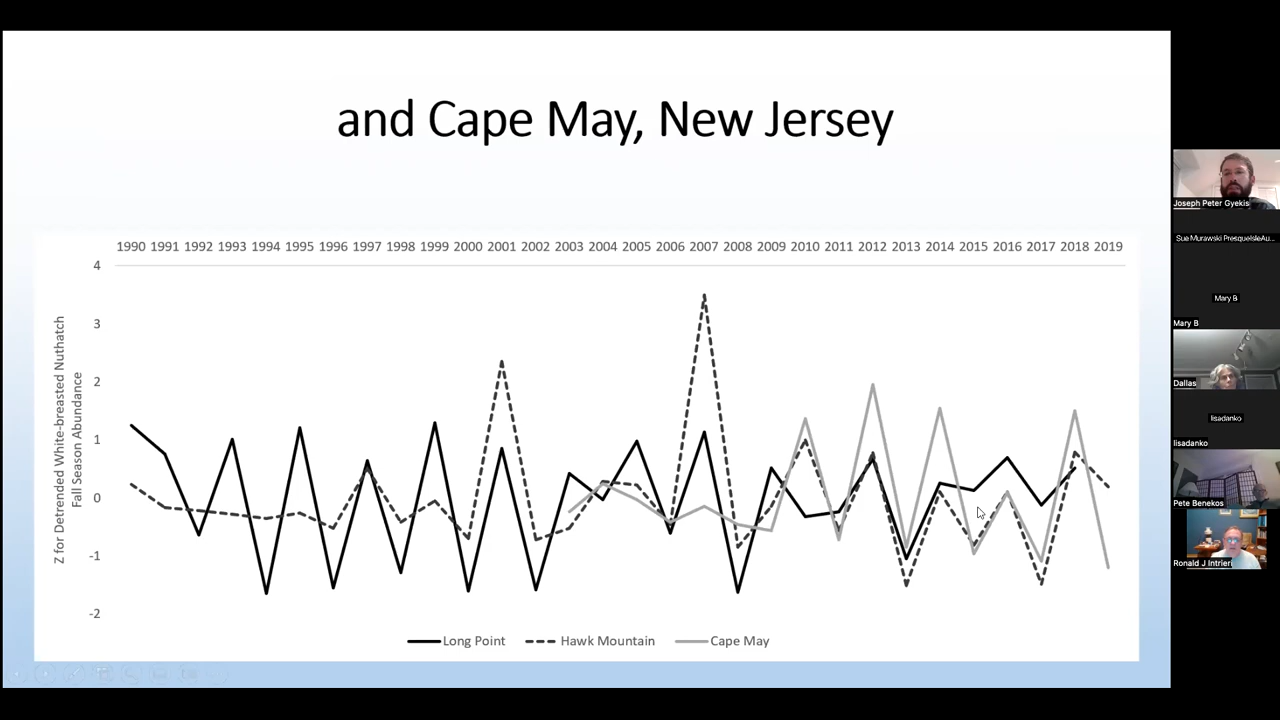 and Cape May, New Jersey
1990 1991 1992 1993 1994 1995 1996 1997 1998 1999 2000 2001 2002 2003 2004 2005 2006 2007 2008 2009 2010 2011 2012 2013 2014 2015 2016 2017 2018 2019
4
3
2
1
0
-1
-2
Z for Detrended White-breasted Nuthatch
Fall Season Abundance
Long Point Hawk Mountain Cape May
Joseph Peter Gyekis
Sue Murawski PresqueIsleAu...
Mary B
Mary B
Dallas
lisadanko
lisadanko
Pete Benekos
Ronald J Intrieri